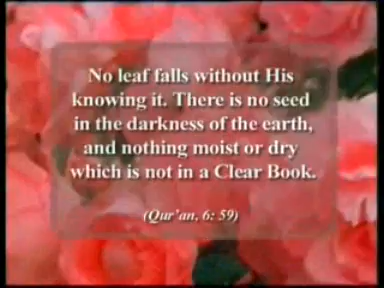 No leaf falls without His
knowing it. There is no seed
in the darkness of the earth,
and nothing moist or dry
which is not in a Clear Book.
(Qur'an, 6: 59)